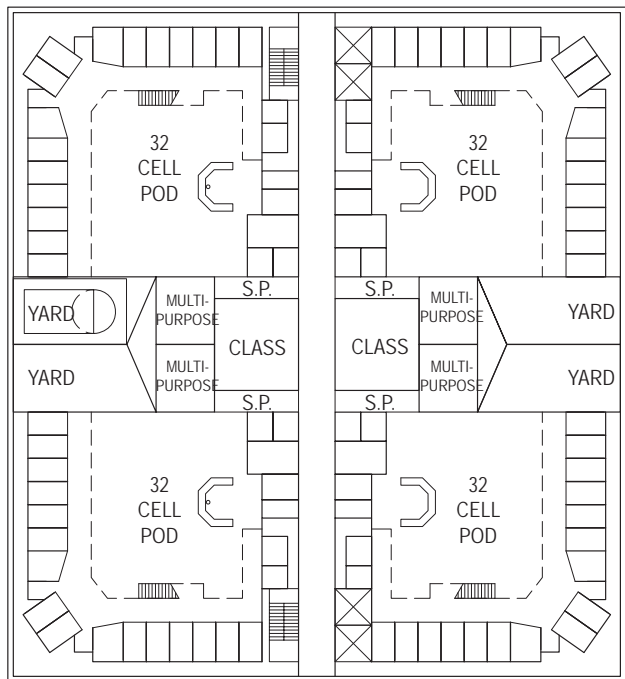 32
CELL
POD
32
CELL
POD
S.P.
S.P.
YARD
MULTI-
PURPOSE
MULTI-
PURPOSE
YARD
CLASS
CLASS
YARD
MULTI-
PURPOSE
MULTI-
PURPOSE
YARD
S.P.
S.P.
32
CELL
POD
32
CELL
POD